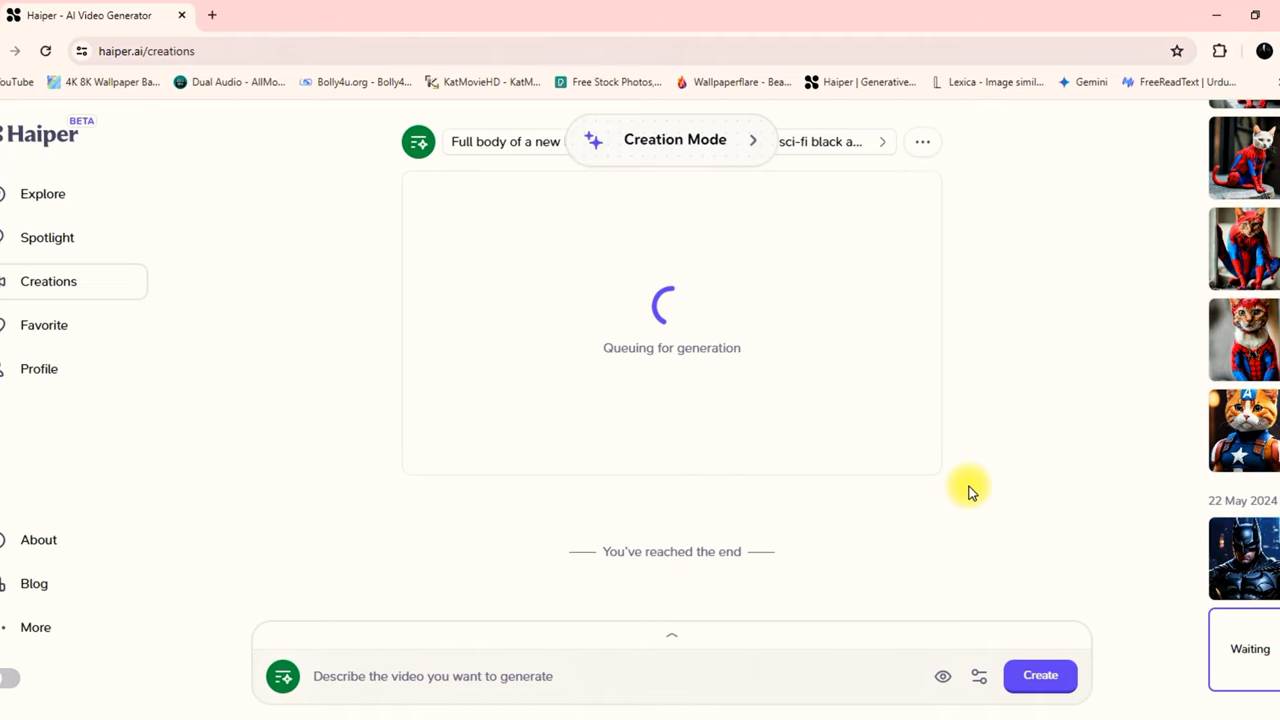 Haiper - AI Video Generator
haiper.ai/creations
ouTube
4K 8K Wallpaper Ba...
Dual Audio - AllMo...
Bolly4u.org - Bolly4...
KatMovieHD - KatM...
Free Stock Photos,...
Wallpaperflare - Bea...
Haiper | Generative...
Lexica - Image simil...
Gemini
FreeReadText | Urdu...
Haiper
BETA
Full body of a new
Creation Mode
sci-fi black a...
Explore
Spotlight
Creations
Favorite
Profile
Queuing for generation
22 May 2024
You've reached the end
About
Blog
More
Waiting
Describe the video you want to generate
Create